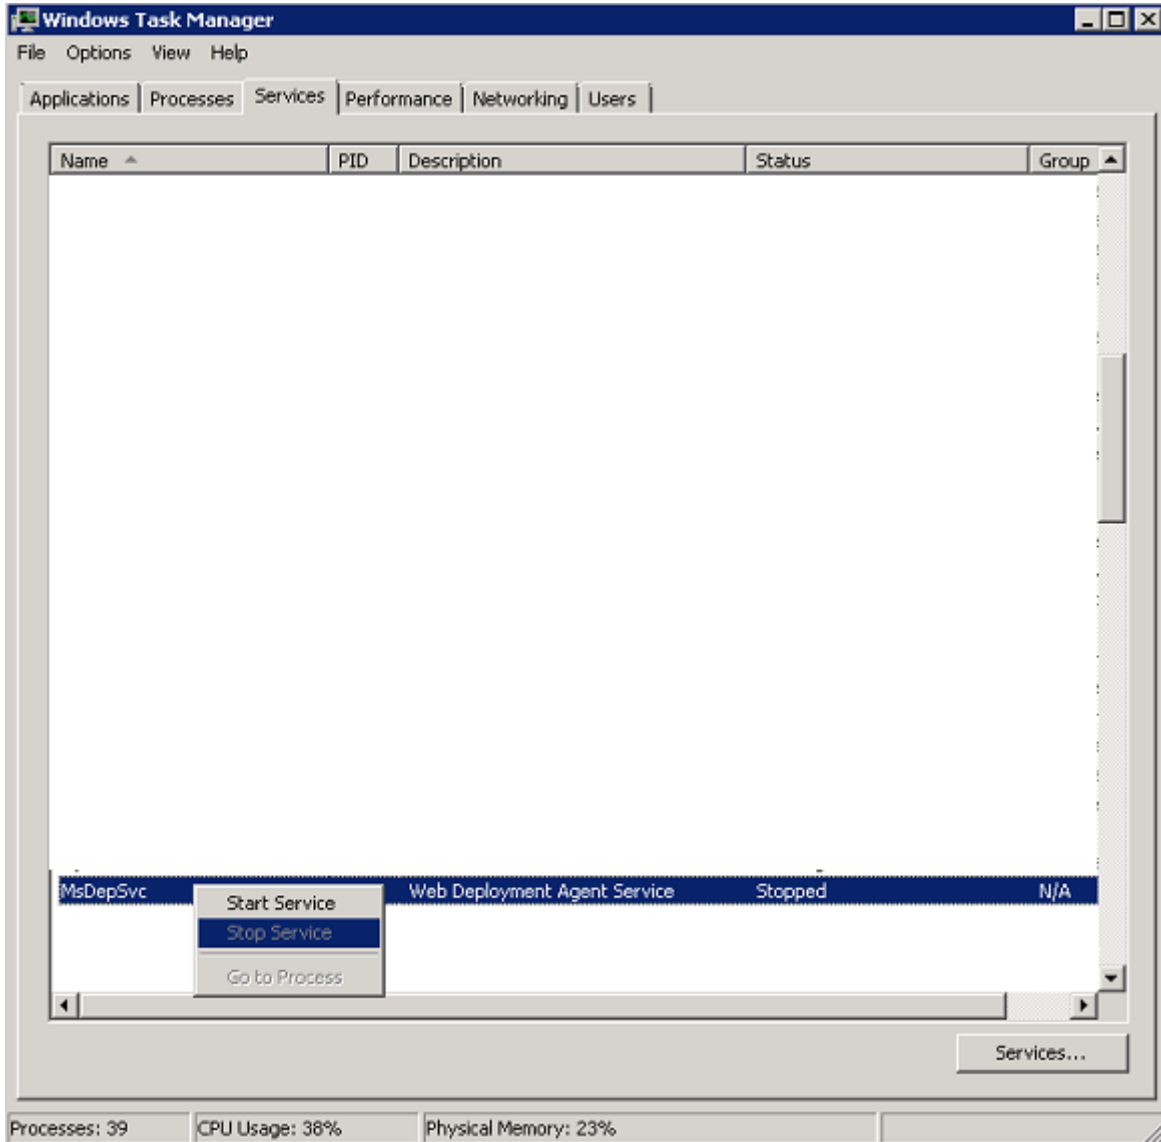 Windows Task Manager
File Options View Help
Applications Processes Services Performance Networking Users
Name PID Description Status Group
MsDepSvc Web Deployment Agent Service Stopped N/A
Start Service
Stop Service
Go to Process
Services...
Processes: 39 CPU Usage: 38% Physical Memory: 23%